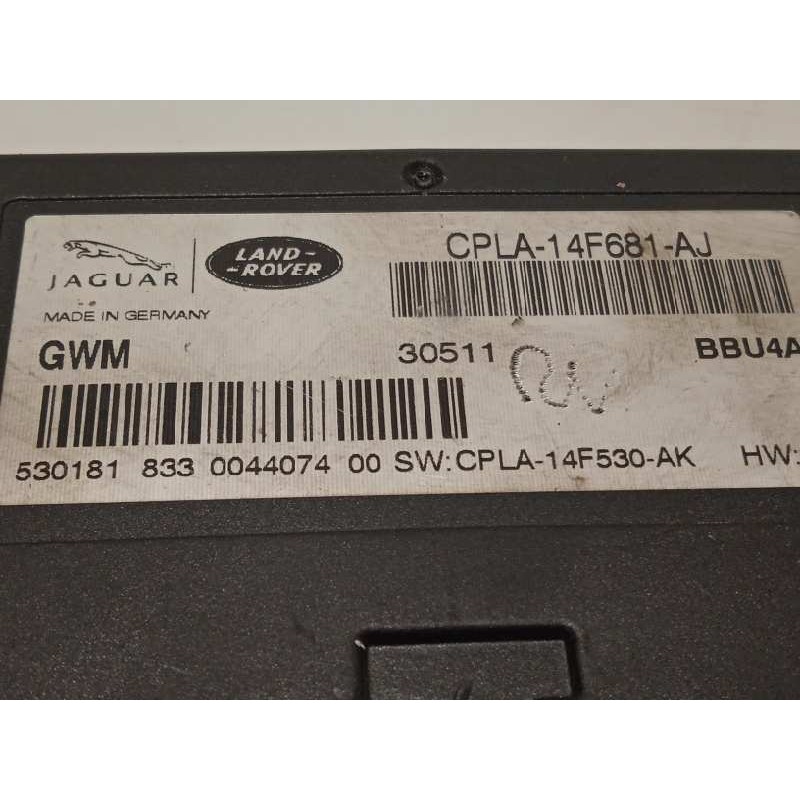 JAGUAR
LAND-
-ROVER
CPLA-14F681-AJ
MADE IN GERMANY
GWM 30511 BBU4A
530181 833 0044074 00 SW:CPLA-14F530-AK HW: